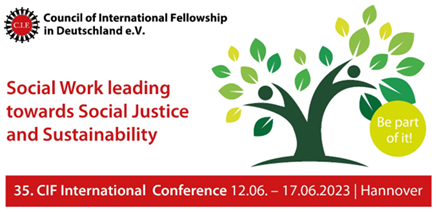 C.I.F.
Council of International Fellowship
in Deutschland e.V.
Social Work leading
towards Social Justice
and Sustainability
Be part
of it!
35. CIF International Conference 12.06. – 17.06.2023 | Hannover